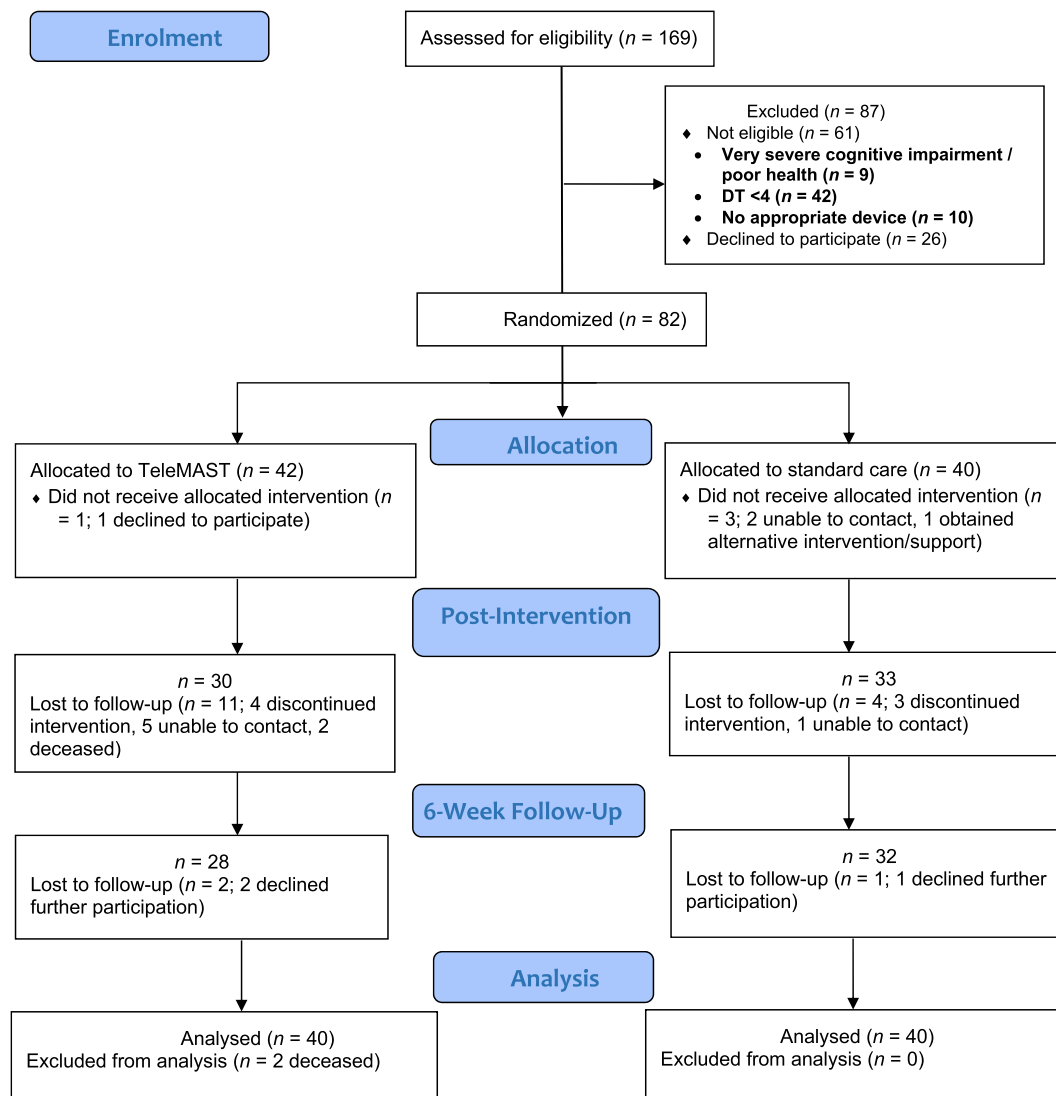 Enrolment
Assessed for eligibility (n = 169)
Excluded (n = 87)
♦ Not eligible (n = 61)
• Very severe cognitive impairment /
poor health (n = 9)
• DT <4 (n = 42)
• No appropriate device (n = 10)
♦ Declined to participate (n = 26)
Randomized (n = 82)
Allocation
Allocated to TeleMAST (n = 42)
♦ Did not receive allocated intervention (n
= 1; 1 declined to participate)
Allocated to standard care (n = 40)
♦ Did not receive allocated intervention (n
= 3; 2 unable to contact, 1 obtained
alternative intervention/support)
Post-Intervention
n = 30
Lost to follow-up (n = 11; 4 discontinued
intervention, 5 unable to contact, 2
deceased)
n = 33
Lost to follow-up (n = 4; 3 discontinued
intervention, 1 unable to contact)
6-Week Follow-Up
n = 28
Lost to follow-up (n = 2; 2 declined
further participation)
n = 32
Lost to follow-up (n = 1; 1 declined further
participation)
Analysis
Analysed (n = 40)
Excluded from analysis (n = 2 deceased)
Analysed (n = 40)
Excluded from analysis (n = 0)